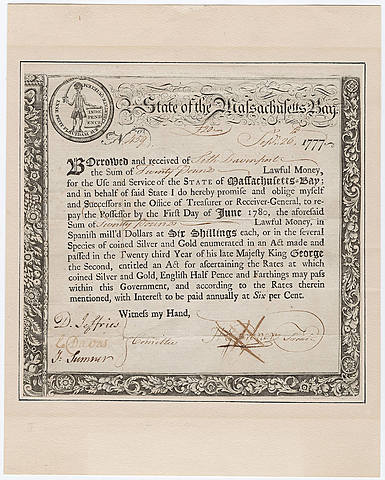 INDE
PEND
ENCE
State of the Massachusetts-Bay.
No
Sept. 26th 1777
Borrowed and received of Seth Davenport
the Sum of Twenty Pounds Lawful Money,
for the Use and Service of the STATE of Massachusetts-Bay;
and in behalf of said State I do hereby promise and oblige myself
and Successors in the Office of Treasurer or Receiver-General, to re-
pay the Possessor by the First Day of June 1780, the aforesaid
Sum of Twenty Pounds Lawful Money, in
Spanish mill'd Dollars at Six Shillings each, or in the several
Species of coined Silver and Gold enumerated in an Act made and
passed in the Twenty third Year of his late Majesty King George
the Second, entitled an Act for ascertaining the Rates at which
coined Silver and Gold, English Half Pence and Farthings may pass
within this Government, and according to the Rates therein
mentioned, with Interest to be paid annually at Six per Cent.
Witness my Hand,
D. Jeffries
E Davis
Comittee
Treasr
I. Sumner